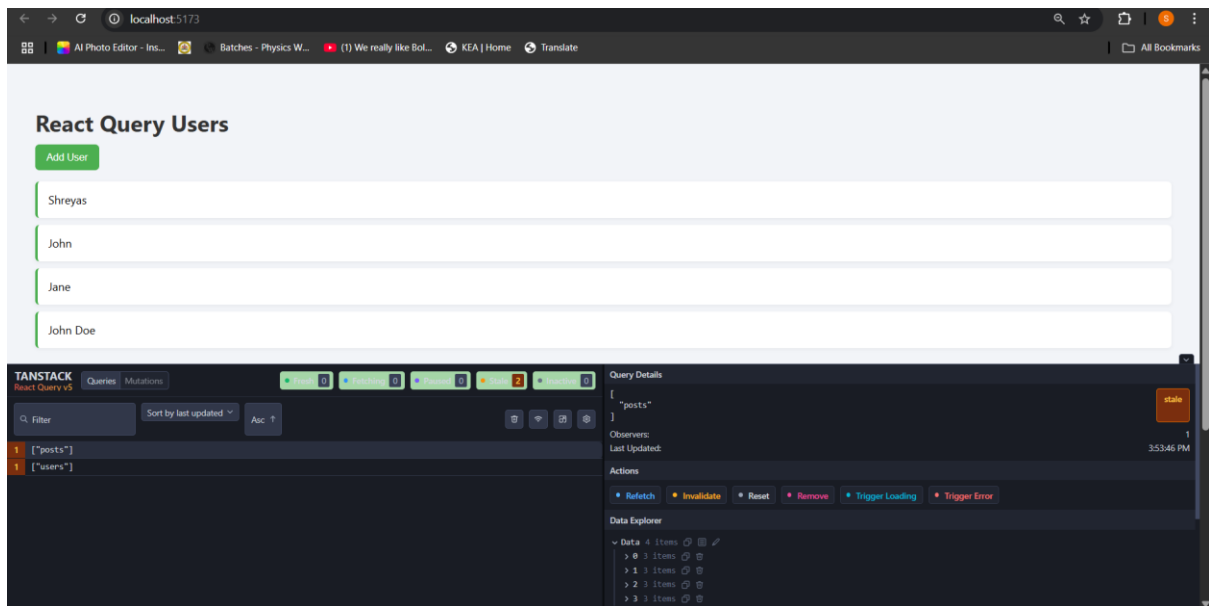 localhost:5173
AI Photo Editor - Ins...
Batches - Physics W...
(1) We really like Bol...
KEA | Home
Translate
All Bookmarks
S
React Query Users
Add User
Shreyas
John
Jane
John Doe
TANSTACK
React Query v5
Queries Mutations
Fresh 0
Fetching 0
Paused 0
Stale 2
Inactive 0
Filter
Sort by last updated
Asc ↑
1 ["posts"]
1 ["users"]
Query Details
[
"posts"
]
stale
Observers: 1
Last Updated: 3:53:46 PM
Actions
Refetch
Invalidate
Reset
Remove
Trigger Loading
Trigger Error
Data Explorer
Data 4 items
0 3 items
1 3 items
2 3 items
3 3 items